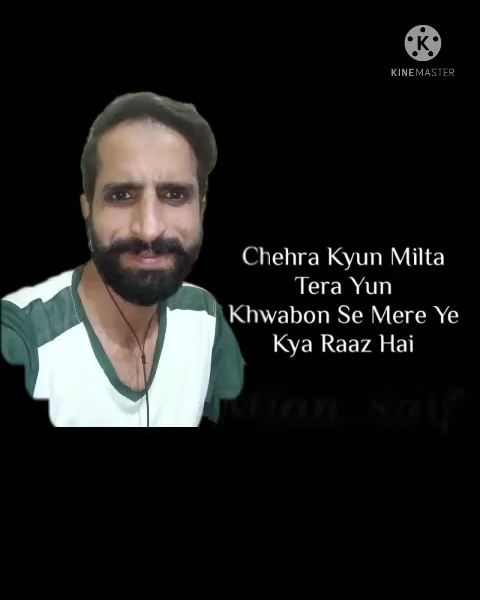 KINEMASTER
Chehra Kyun Milta
Tera Yun
Khwabon Se Mere Ye
Kya Raaz Hai